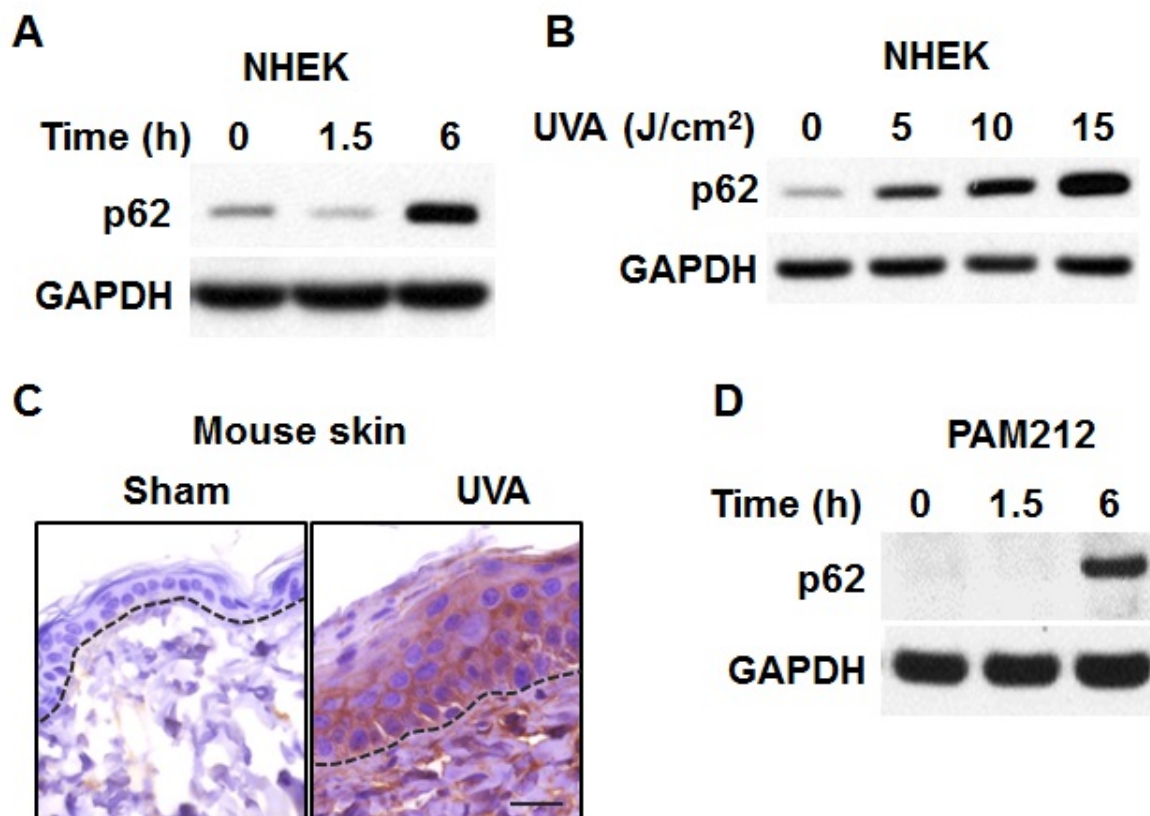 A
NHEK
Time (h) 0 1.5 6
p62
GAPDH
B
NHEK
UVA (J/cm²) 0 5 10 15
p62
GAPDH
C
Mouse skin
Sham UVA
D
PAM212
Time (h) 0 1.5 6
p62
GAPDH